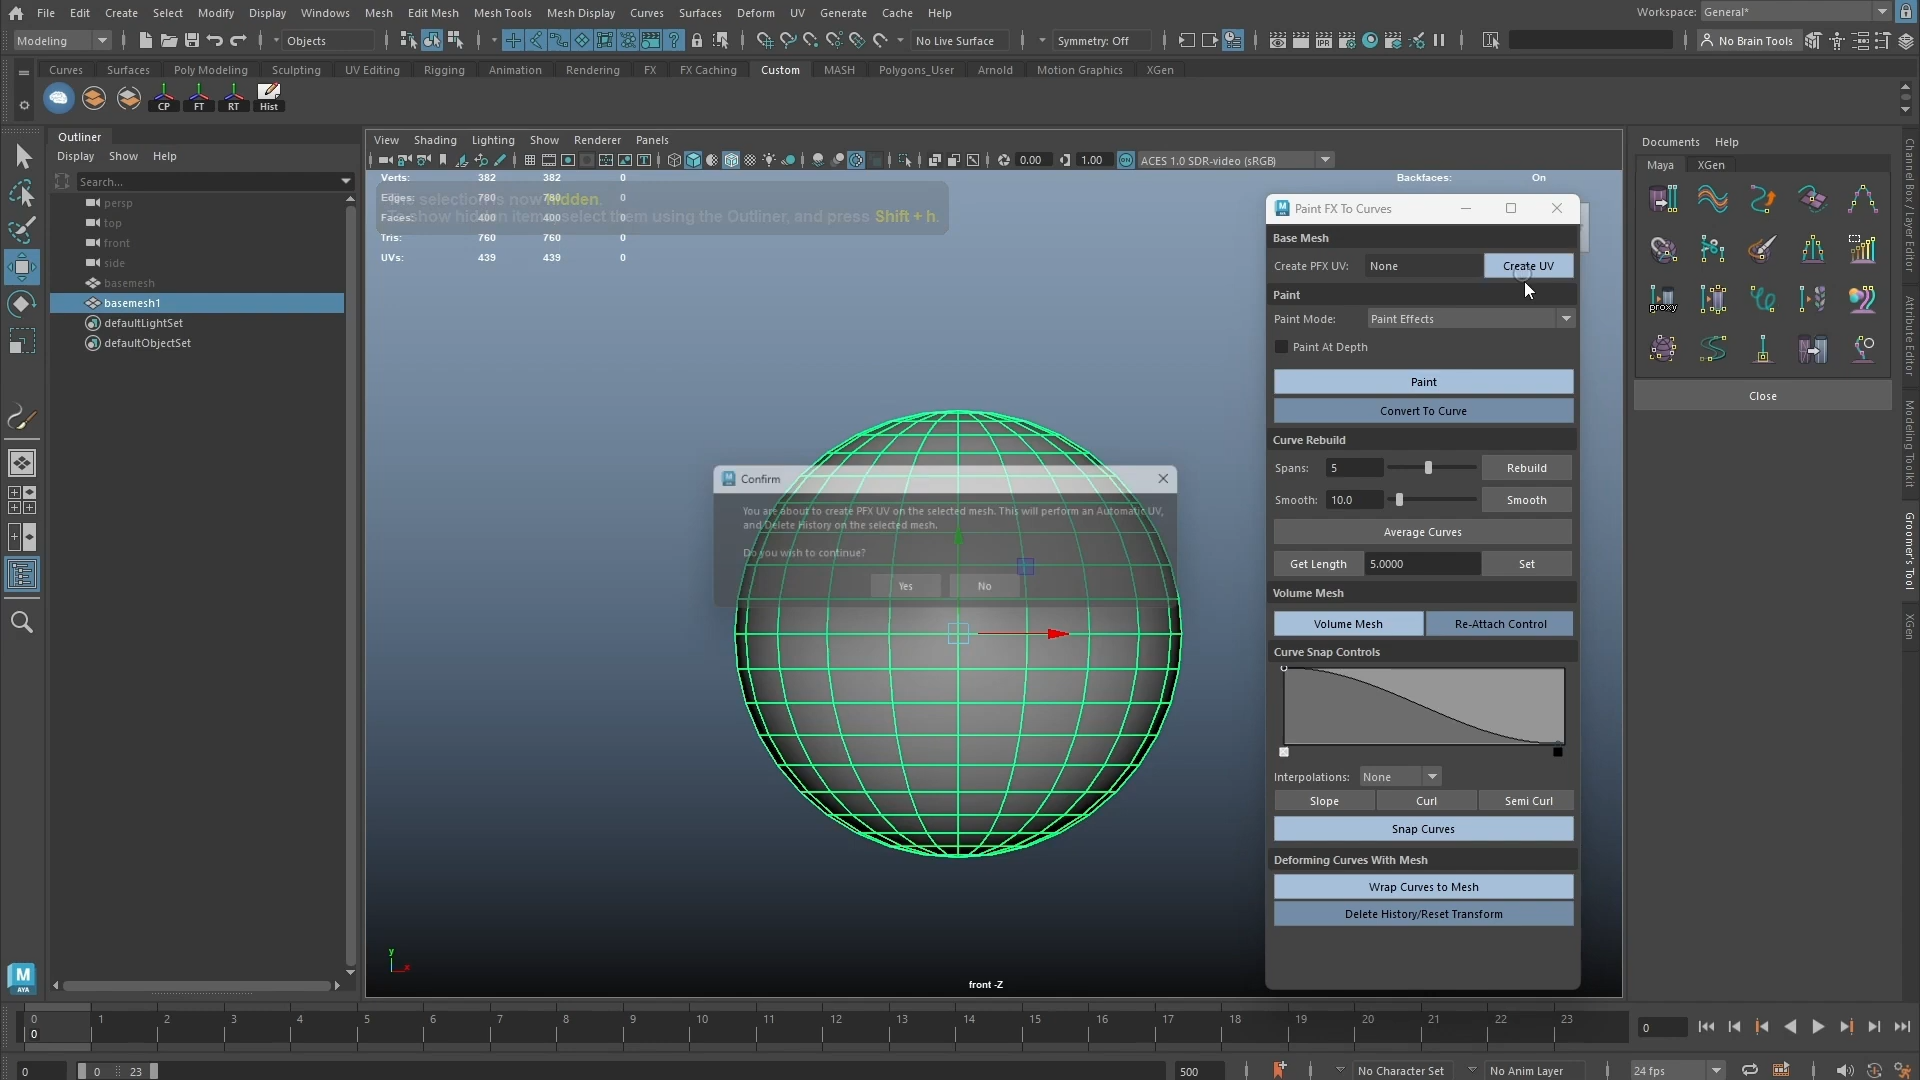 File Edit Create Select Modify Display Windows Mesh Edit Mesh Mesh Tools Mesh Display Curves Surfaces Deform UV Generate Cache Help
Workspace: General*
Modeling
Objects
No Live Surface
Symmetry: Off
No Brain Tools
Curves Surfaces Poly Modeling Sculpting UV Editing Rigging Animation Rendering FX FX Caching Custom MASH Polygons_User Arnold Motion Graphics XGen
CP FT RT Hist
Outliner
Display Show Help
Search...
persp
top
front
side
basemesh
basemesh1
defaultLightSet
defaultObjectSet
View Shading Lighting Show Renderer Panels
0.00 1.00 ON ACES 1.0 SDR-video (sRGB)
Verts: 382 382 0
Edges: 780 780 0
Faces: 400 400 0
Tris: 760 760 0
UVs: 439 439 0
Backfaces: On
selection is now hidden.
To show hidden items select them using the Outliner, and press Shift + h.
Confirm
You are about to create PFX UV on the selected mesh. This will perform an Automatic UV,
and Delete History on the selected mesh.
Do you wish to continue?
Yes No
y
x
front -Z
Paint FX To Curves
Base Mesh
Create PFX UV: None Create UV
Paint
Paint Mode: Paint Effects
Paint At Depth
Paint
Convert To Curve
Curve Rebuild
Spans: 5 Rebuild
Smooth: 10.0 Smooth
Average Curves
Get Length 5.0000 Set
Volume Mesh
Volume Mesh Re-Attach Control
Curve Snap Controls
Interpolations: None
Slope Curl Semi Curl
Snap Curves
Deforming Curves With Mesh
Wrap Curves to Mesh
Delete History/Reset Transform
Documents Help
Maya XGen
proxy
Close
Channel Box / Layer Editor
Attribute Editor
Modeling Toolkit
Groomer's Tool
XGen
M
AYA
0 1 2 3 4 5 6 7 8 9 10 11 12 13 14 15 16 17 18 19 20 21 22 23
0
0
0 0 23 500 No Character Set No Anim Layer 24 fps